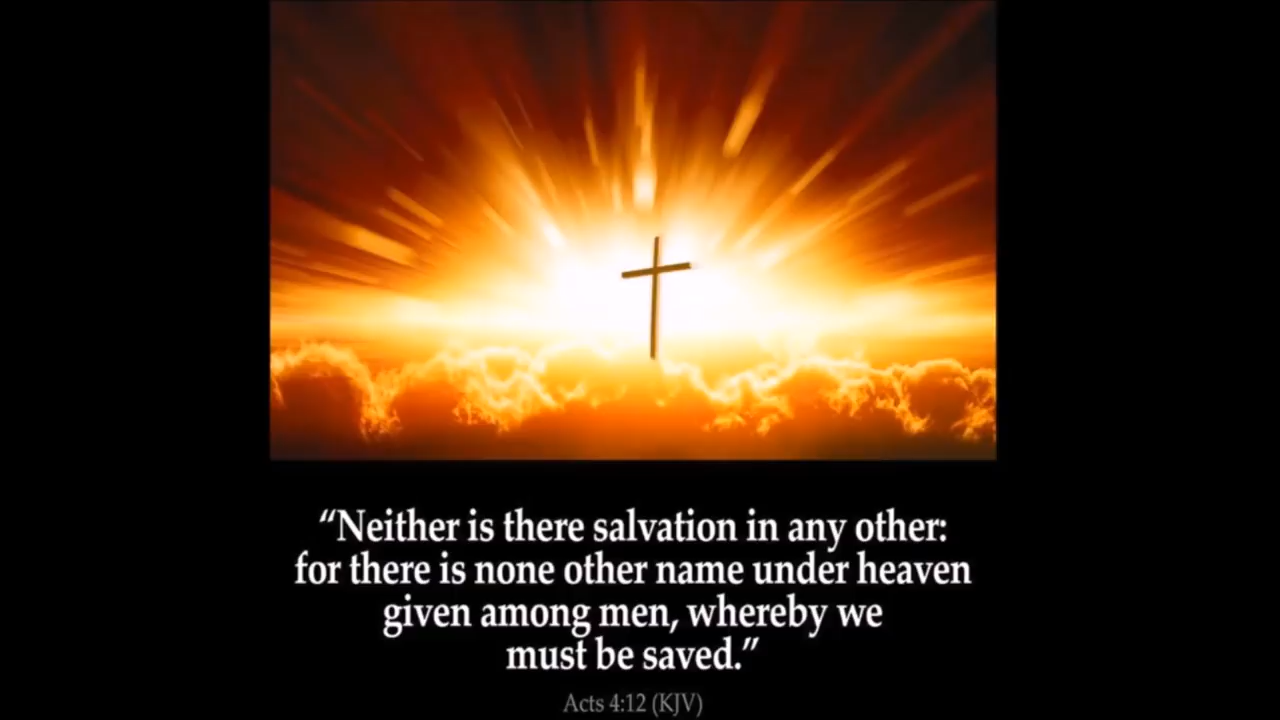 “Neither is there salvation in any other:
for there is none other name under heaven
given among men, whereby we
must be saved.”
Acts 4:12 (KJV)